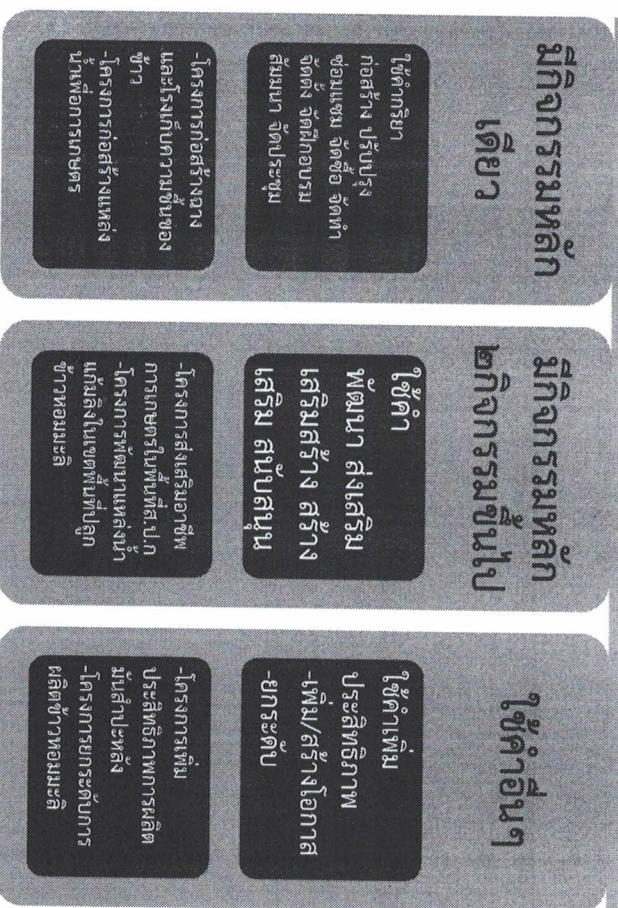 มีกิจกรรมหลัก
เดียว
ใช้คำกริยา
ก่อสร้าง ปรับปรุง
ซ่อมแซม จัดซื้อ จัดทำ
จัดตั้ง จัดฝึกอบรม
สัมมนา จัดประชุม
-โครงการก่อสร้างฉาง
และโรงเก็บความชื้นของ
ข้าว
-โครงการก่อสร้างแหล่ง
น้ำเพื่อการเกษตร
มีกิจกรรมหลัก
๒กิจกรรมขึ้นไป
ใช้คำ
พัฒนา ส่งเสริม
เสริมสร้าง สร้าง
เสริม สนับสนุน
-โครงการส่งเสริมอาชีพ
การเกษตรในพื้นที่ส.ป.ก
-โครงการพัฒนาแหล่งน้ำ
แก้มลิงในเขตพื้นที่ปลูก
ข้าวหอมมะลิ
ใช้คำอื่นๆ
ใช้คำเพิ่ม
ประสิทธิภาพ
-เพิ่ม/สร้างโอกาส
-ยกระดับ
-โครงการเพิ่ม
ประสิทธิภาพการผลิต
มันสำปะหลัง
-โครงการยกระดับการ
ผลิตข้าวหอมมะลิ